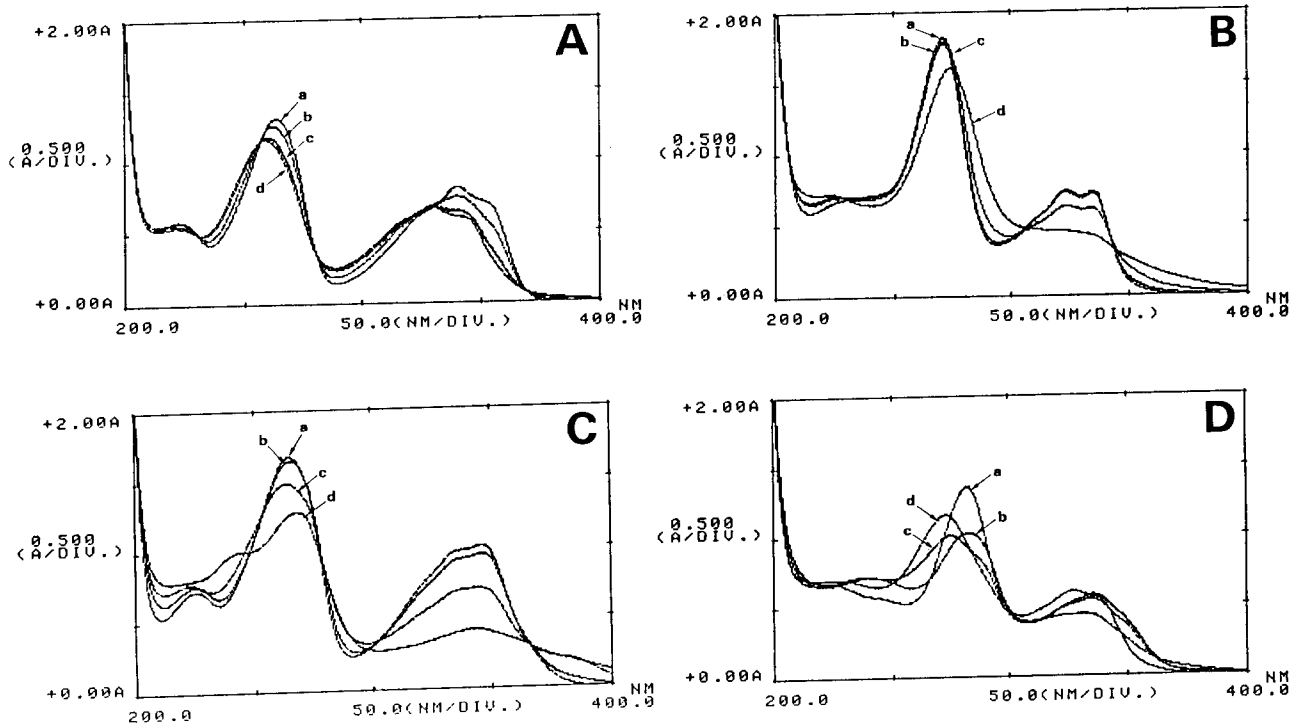 +2.00A
A
a
b
c
d
0.500
(A/DIV.)
+0.00A
NM
200.0
50.0(NM/DIV.)
400.0
+2.00A
B
a
b
c
d
0.500
(A/DIV.)
+0.00A
NM
200.0
50.0(NM/DIV.)
400.0
+2.00A
C
a
b
c
d
0.500
(A/DIV.)
+0.00A
NM
200.0
50.0(NM/DIV.)
400.0
+2.00A
D
a
d
b
c
0.500
(A/DIV.)
+0.00A
NM
200.0
50.0(NM/DIV.)
400.0